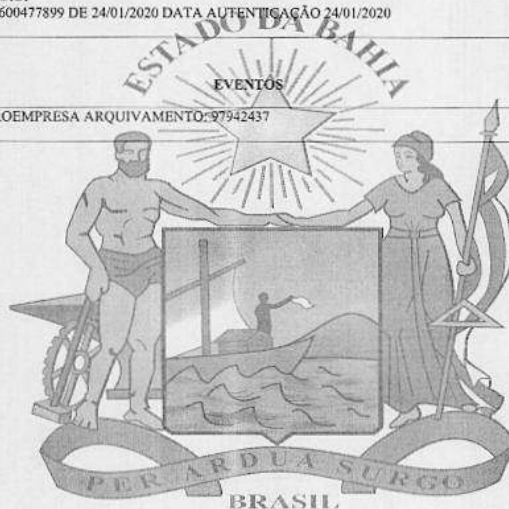 600477899 DE 24/01/2020 DATA AUTENTICAÇÃO 24/01/2020
ESTADO DA BAHIA
EVENTOS
OEMPRESA ARQUIVAMENTO: 97942437
PER ARDUA SURGO
BRASIL